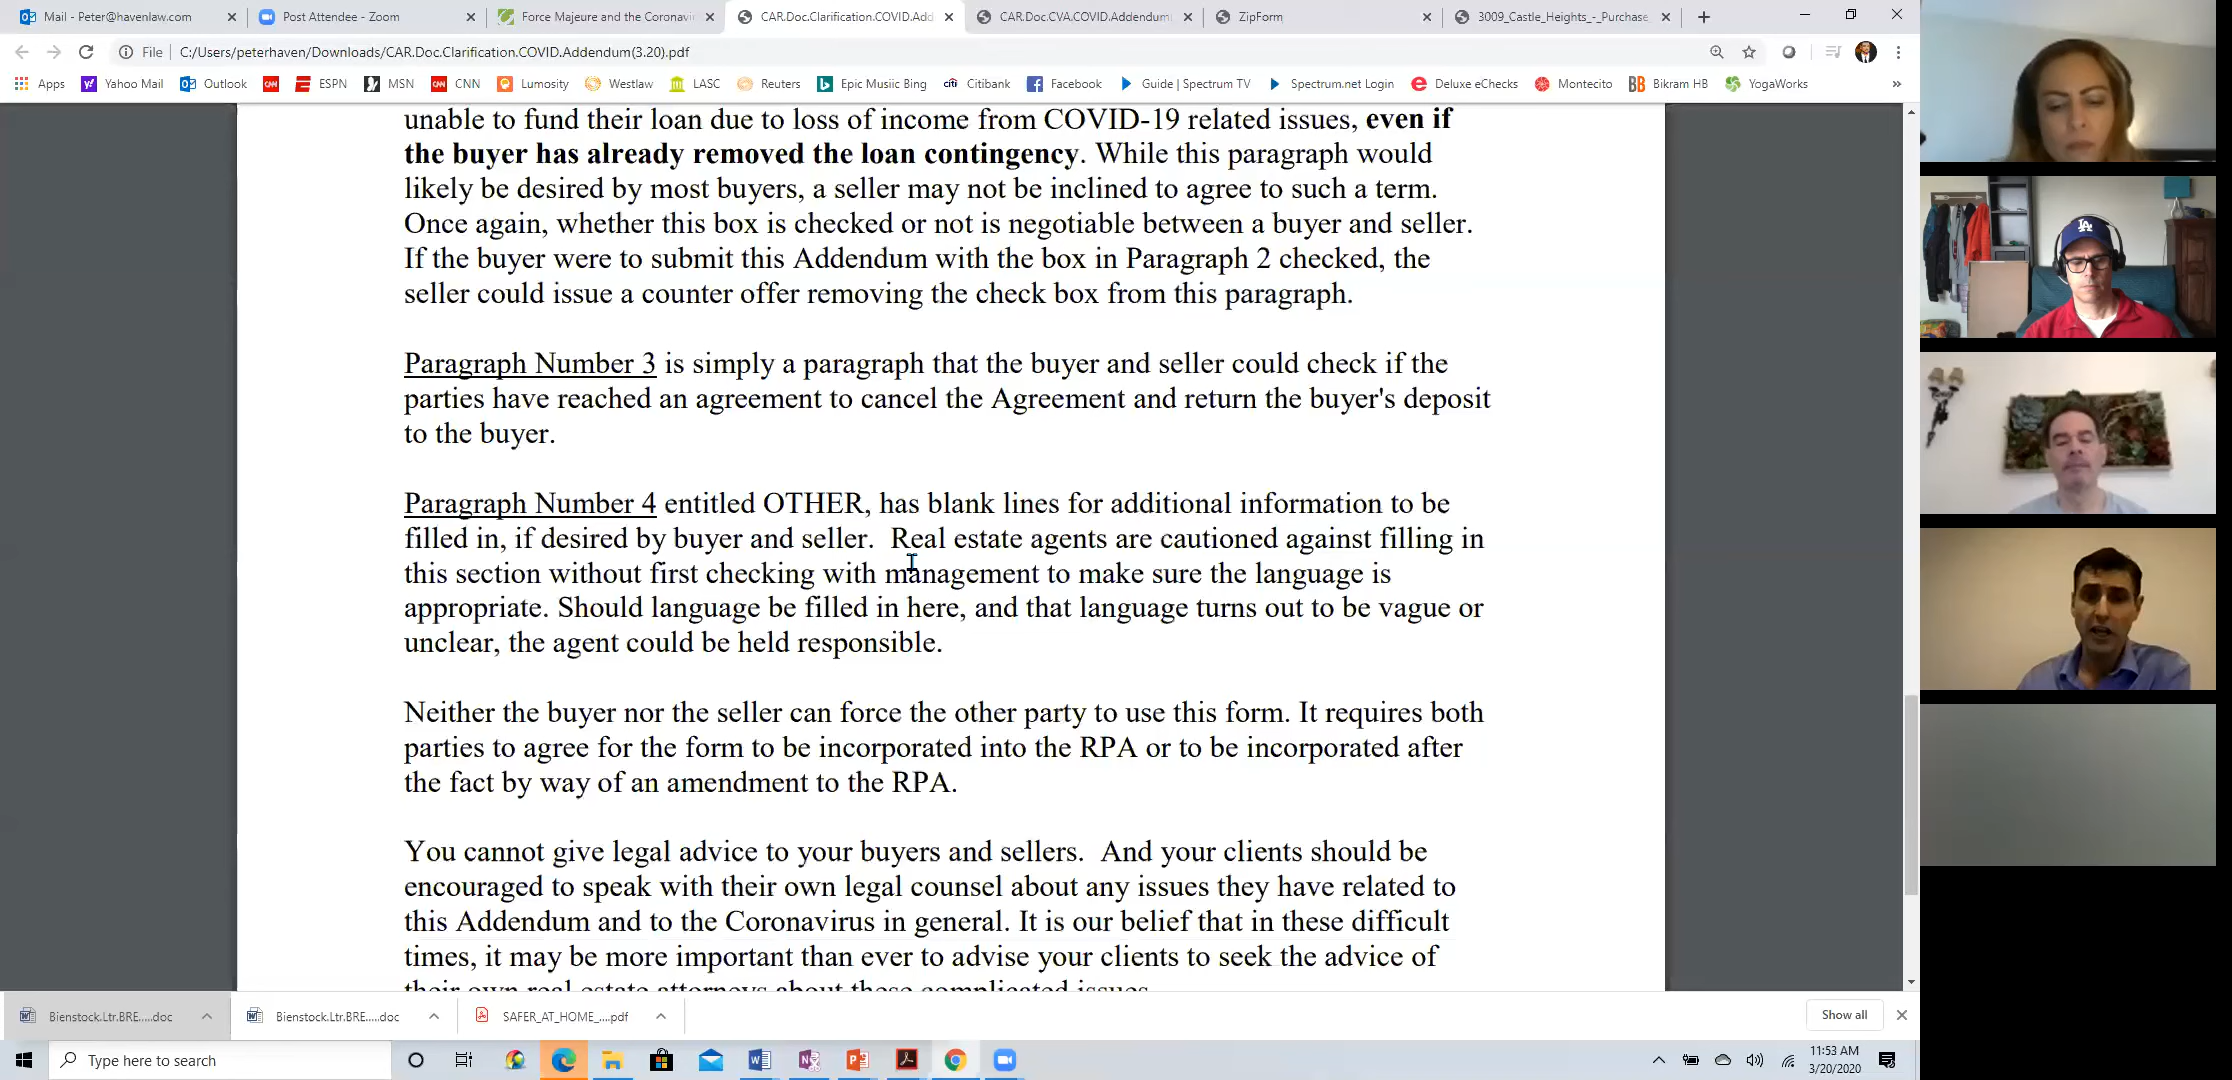 Mail - Peter@havenlaw.com
Post Attendee - Zoom
Force Majeure and the Coronavir
CAR.Doc.Clarification.COVID.Add
CAR.Doc.CVA.COVID.Addendum
ZipForm
3009_Castle_Heights_-_Purchase
File C:/Users/peterhaven/Downloads/CAR.Doc.Clarification.COVID.Addendum(3.20).pdf
Apps Yahoo Mail Outlook ESPN MSN CNN Lumosity Westlaw LASC Reuters Epic Musiic Bing citi Citibank Facebook Guide | Spectrum TV Spectrum.net Login Deluxe eChecks Montecito Bikram HB YogaWorks »
unable to fund their loan due to loss of income from COVID-19 related issues, even if
the buyer has already removed the loan contingency. While this paragraph would
likely be desired by most buyers, a seller may not be inclined to agree to such a term.
Once again, whether this box is checked or not is negotiable between a buyer and seller.
If the buyer were to submit this Addendum with the box in Paragraph 2 checked, the
seller could issue a counter offer removing the check box from this paragraph.
Paragraph Number 3 is simply a paragraph that the buyer and seller could check if the
parties have reached an agreement to cancel the Agreement and return the buyer's deposit
to the buyer.
Paragraph Number 4 entitled OTHER, has blank lines for additional information to be
filled in, if desired by buyer and seller. Real estate agents are cautioned against filling in
this section without first checking with management to make sure the language is
appropriate. Should language be filled in here, and that language turns out to be vague or
unclear, the agent could be held responsible.
Neither the buyer nor the seller can force the other party to use this form. It requires both
parties to agree for the form to be incorporated into the RPA or to be incorporated after
the fact by way of an amendment to the RPA.
You cannot give legal advice to your buyers and sellers. And your clients should be
encouraged to speak with their own legal counsel about any issues they have related to
this Addendum and to the Coronavirus in general. It is our belief that in these difficult
times, it may be more important than ever to advise your clients to seek the advice of
their own real estate attorneys about these complicated issues.
LA
Bienstock.Ltr.BRE.....doc
Bienstock.Ltr.BRE.....doc
SAFER_AT_HOME_....pdf
Show all
Type here to search
11:53 AM
3/20/2020